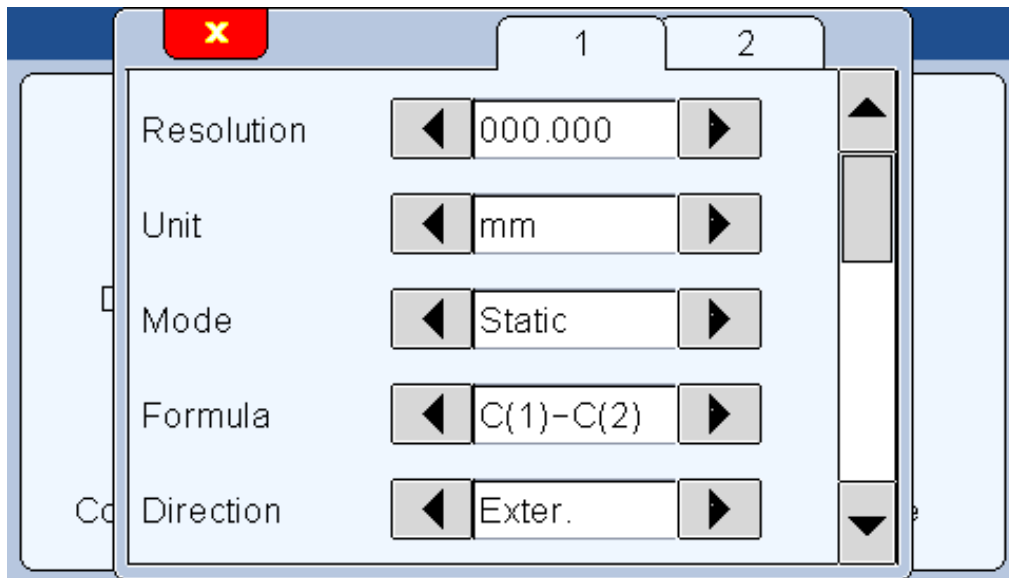 x
1 2
Resolution 000.000
Unit mm
Mode Static
Formula C(1)-C(2)
Direction Exter.